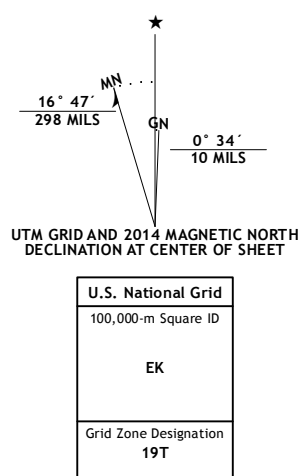 ★
MN
16° 47´
298 MILS
GN
0° 34´
10 MILS
UTM GRID AND 2014 MAGNETIC NORTH
DECLINATION AT CENTER OF SHEET
U.S. National Grid
100,000-m Square ID
EK
Grid Zone Designation
19T